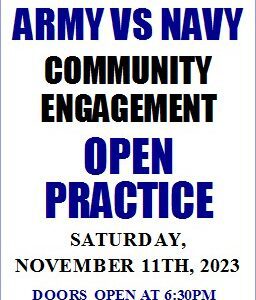 ARMY VS NAVY
COMMUNITY
ENGAGEMENT
OPEN
PRACTICE
SATURDAY,
NOVEMBER 11TH, 2023
DOORS OPEN AT 6:30PM